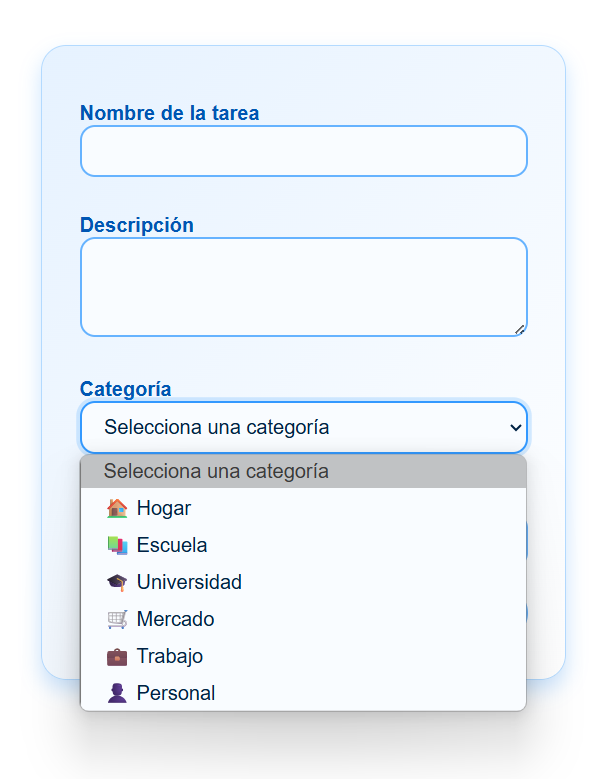 Nombre de la tarea
Descripción
Categoría
Selecciona una categoría
Selecciona una categoría
Hogar
Escuela
Universidad
Mercado
Trabajo
Personal